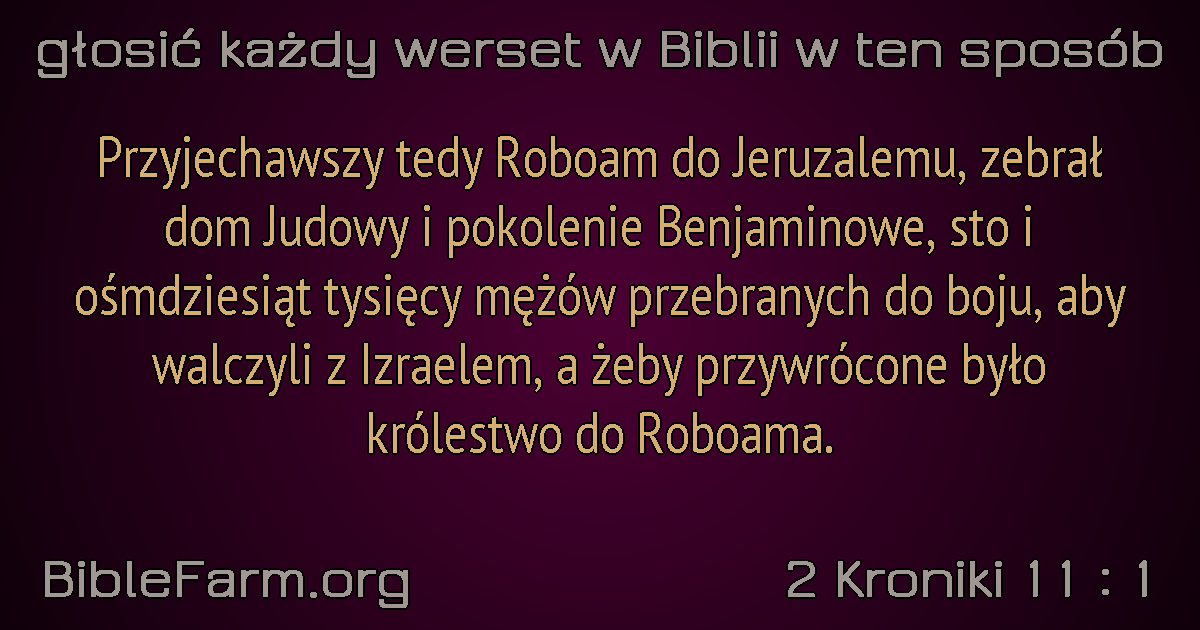 głosić każdy werset w Biblii w ten sposób
Przyjechawszy tedy Roboam do Jeruzalemu, zebrał
dom Judowy i pokolenie Benjaminowe, sto i
ośmdziesiąt tysięcy mężów przebranych do boju, aby
walczyli z Izraelem, a żeby przywrócone było
królestwo do Roboama.
BibleFarm.org
2 Kroniki 11 : 1